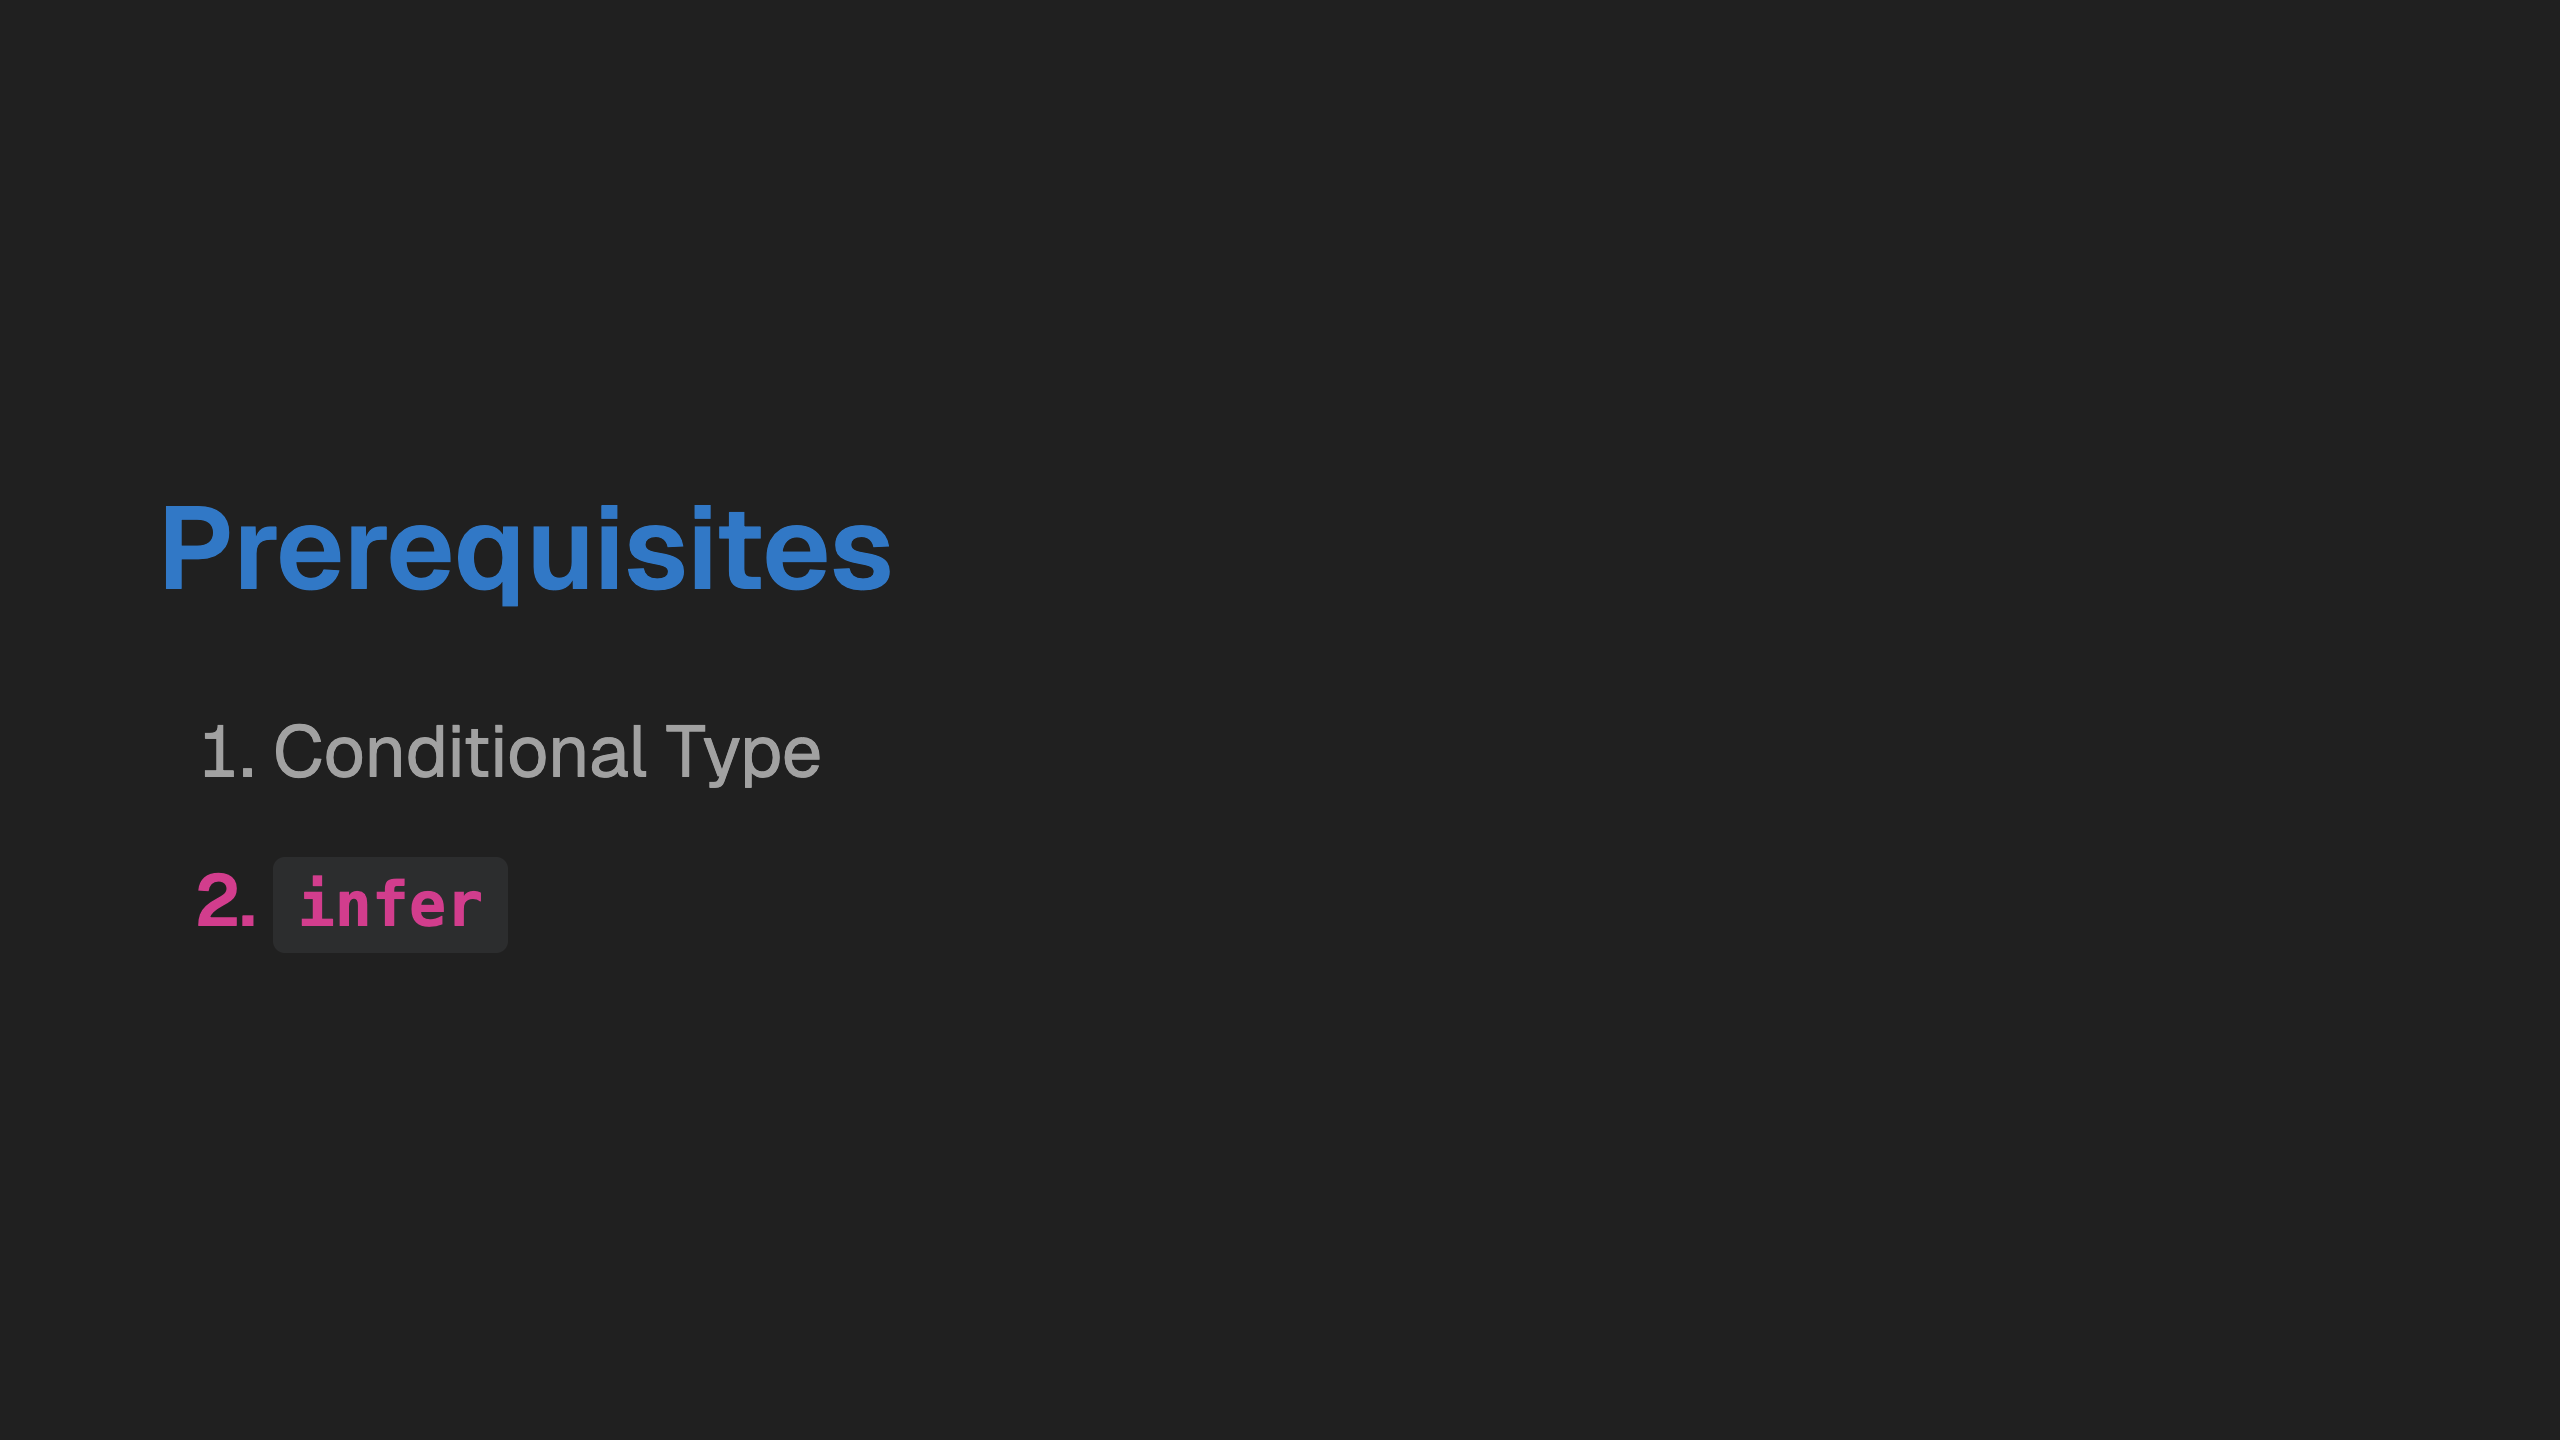 Prerequisites
1. Conditional Type
2. infer